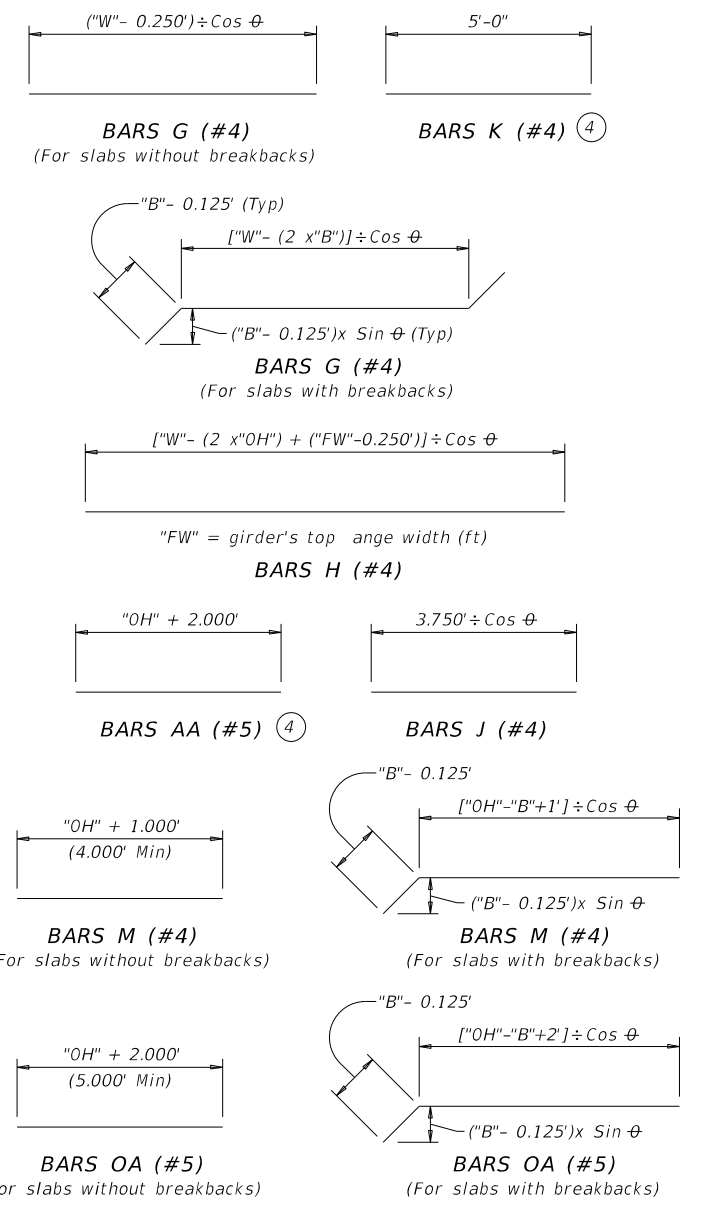 ("W"- 0.250')÷Cos θ
5'-0"
BARS G (#4)
BARS K (#4) 4
(For slabs without breakbacks)
"B"- 0.125' (Typ)
["W"- (2 x"B")]÷Cos θ
("B"- 0.125')x Sin θ (Typ)
BARS G (#4)
(For slabs with breakbacks)
["W"- (2 x"OH") + ("FW"-0.250')]÷Cos θ
"FW" = girder's top ange width (ft)
BARS H (#4)
"OH" + 2.000'
3.750'÷Cos θ
BARS AA (#5) 4
BARS J (#4)
"B"- 0.125'
["OH"-"B"+1']÷Cos θ
"OH" + 1.000'
(4.000' Min)
("B"- 0.125')x Sin θ
BARS M (#4)
BARS M (#4)
For slabs without breakbacks)
(For slabs with breakbacks)
"B"- 0.125'
["OH"-"B"+2']÷Cos θ
"OH" + 2.000'
(5.000' Min)
("B"- 0.125')x Sin θ
BARS OA (#5)
BARS OA (#5)
or slabs without breakbacks)
(For slabs with breakbacks)